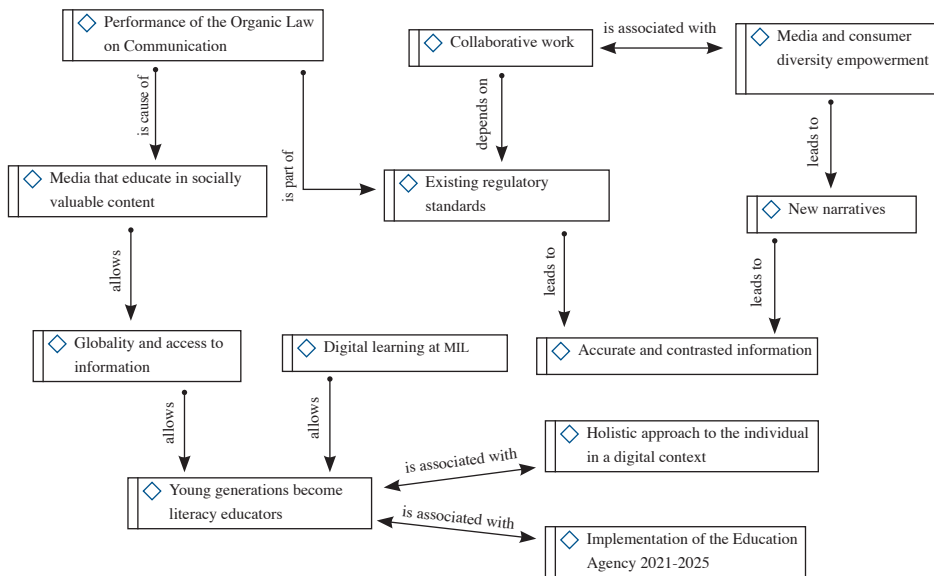 Performance of the Organic Law
on Communication
Collaborative work
is associated with
Media and consumer
diversity empowerment
is cause of
is part of
depends on
leads to
Media that educate in socially
valuable content
Existing regulatory
standards
New narratives
allows
leads to
leads to
Globality and access to
information
Digital learning at MIL
Accurate and contrasted information
allows
allows
Young generations become
literacy educators
is associated with
Holistic approach to the individual
in a digital context
is associated with
Implementation of the Education
Agency 2021-2025